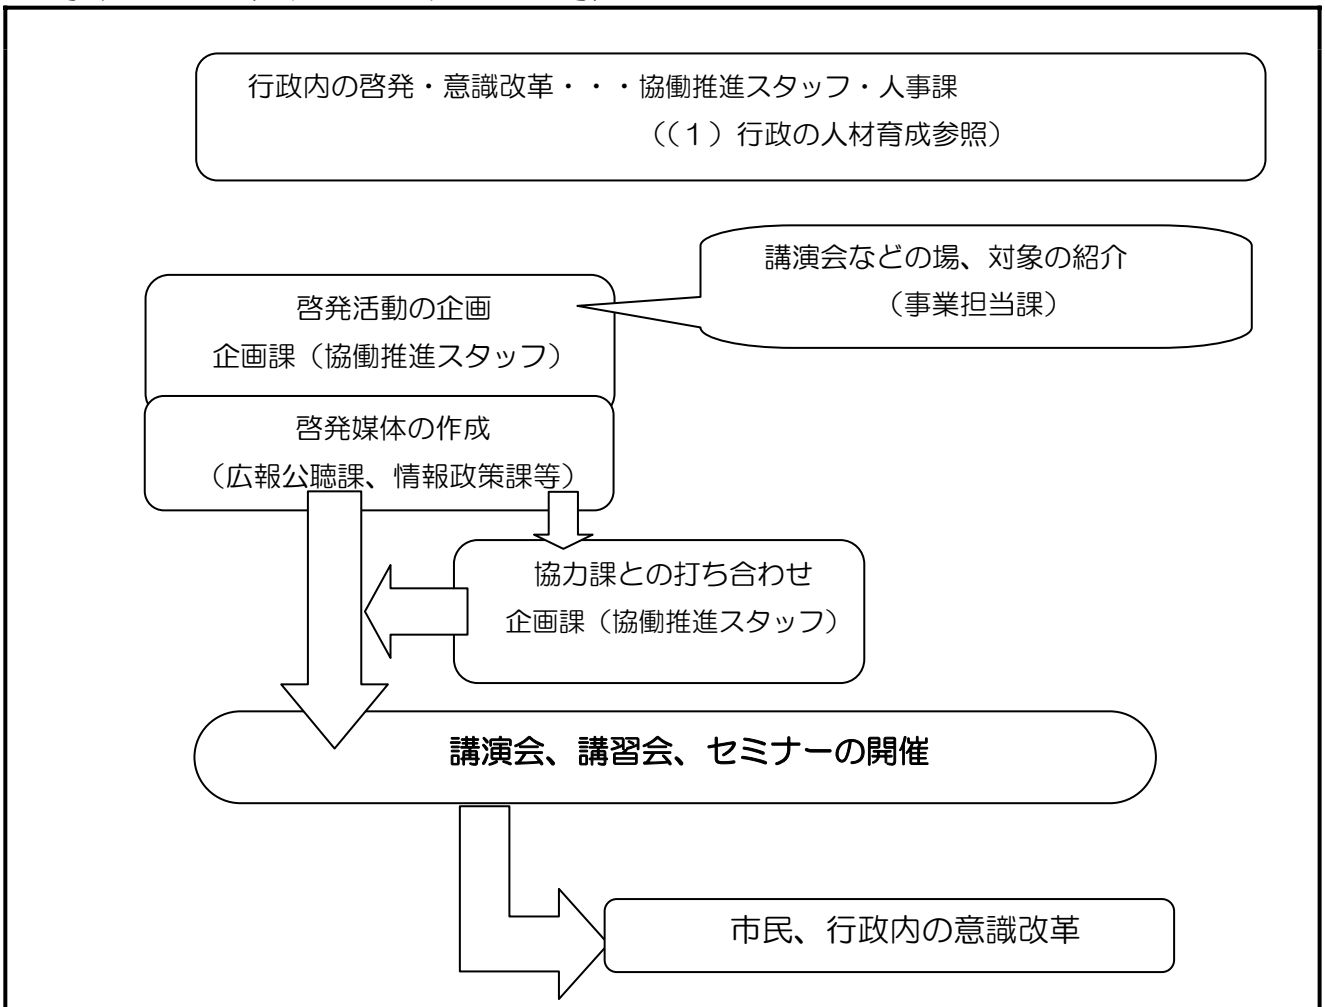 行政内の啓発・意識改革・・・協働推進スタッフ・人事課
（（１）行政の人材育成参照）
講演会などの場、対象の紹介
（事業担当課）
啓発活動の企画
企画課（協働推進スタッフ）
啓発媒体の作成
（広報公聴課、情報政策課等）
協力課との打ち合わせ
企画課（協働推進スタッフ）
講演会、講習会、セミナーの開催
市民、行政内の意識改革